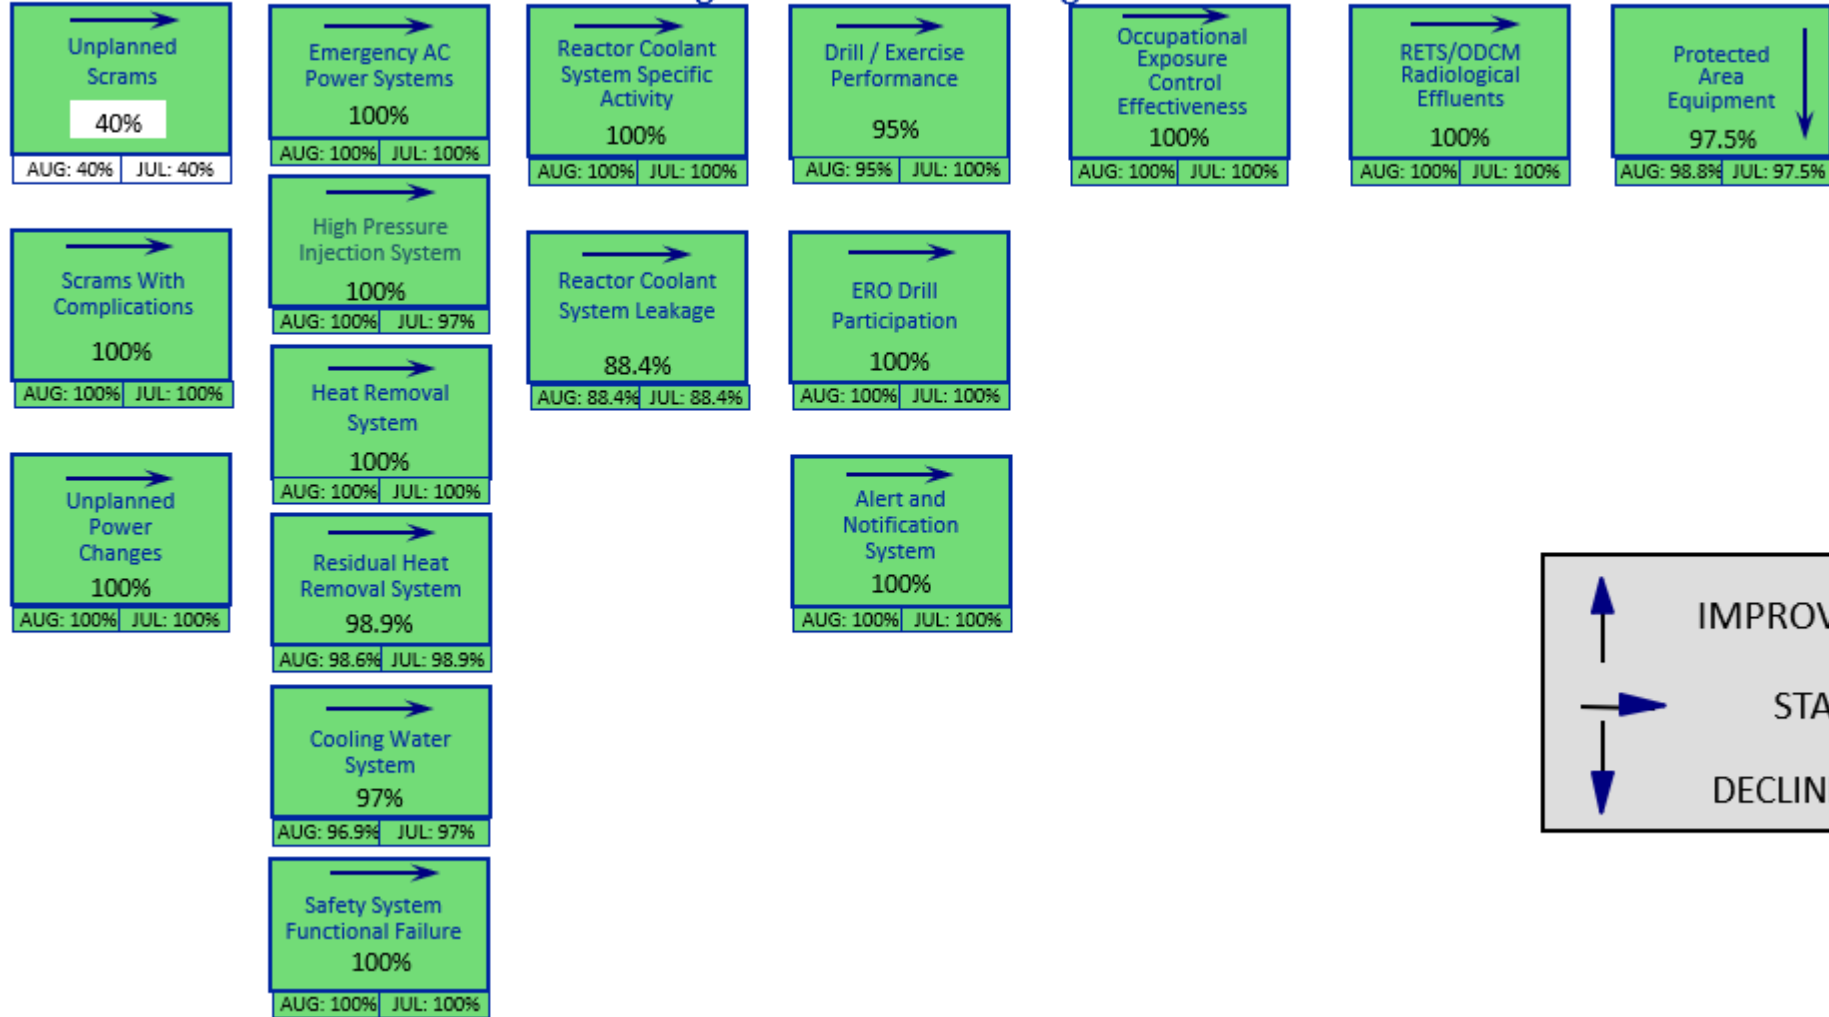 Unplanned
Scrams
40%
AUG: 40% JUL: 40%
Scrams With
Complications
100%
AUG: 100% JUL: 100%
Unplanned
Power
Changes
100%
AUG: 100% JUL: 100%
Emergency AC
Power Systems
100%
AUG: 100% JUL: 100%
High Pressure
Injection System
100%
AUG: 100% JUL: 97%
Heat Removal
System
100%
AUG: 100% JUL: 100%
Residual Heat
Removal System
98.9%
AUG: 98.6% JUL: 98.9%
Cooling Water
System
97%
AUG: 96.9% JUL: 97%
Safety System
Functional Failure
100%
AUG: 100% JUL: 100%
Reactor Coolant
System Specific
Activity
100%
AUG: 100% JUL: 100%
Reactor Coolant
System Leakage
88.4%
AUG: 88.4% JUL: 88.4%
Drill / Exercise
Performance
95%
AUG: 95% JUL: 100%
ERO Drill
Participation
100%
AUG: 100% JUL: 100%
Alert and
Notification
System
100%
AUG: 100% JUL: 100%
Occupational
Exposure
Control
Effectiveness
100%
AUG: 100% JUL: 100%
RETS/ODCM
Radiological
Effluents
100%
AUG: 100% JUL: 100%
Protected
Area
Equipment
97.5%
AUG: 98.8% JUL: 97.5%
IMPROV
STA
DECLIN